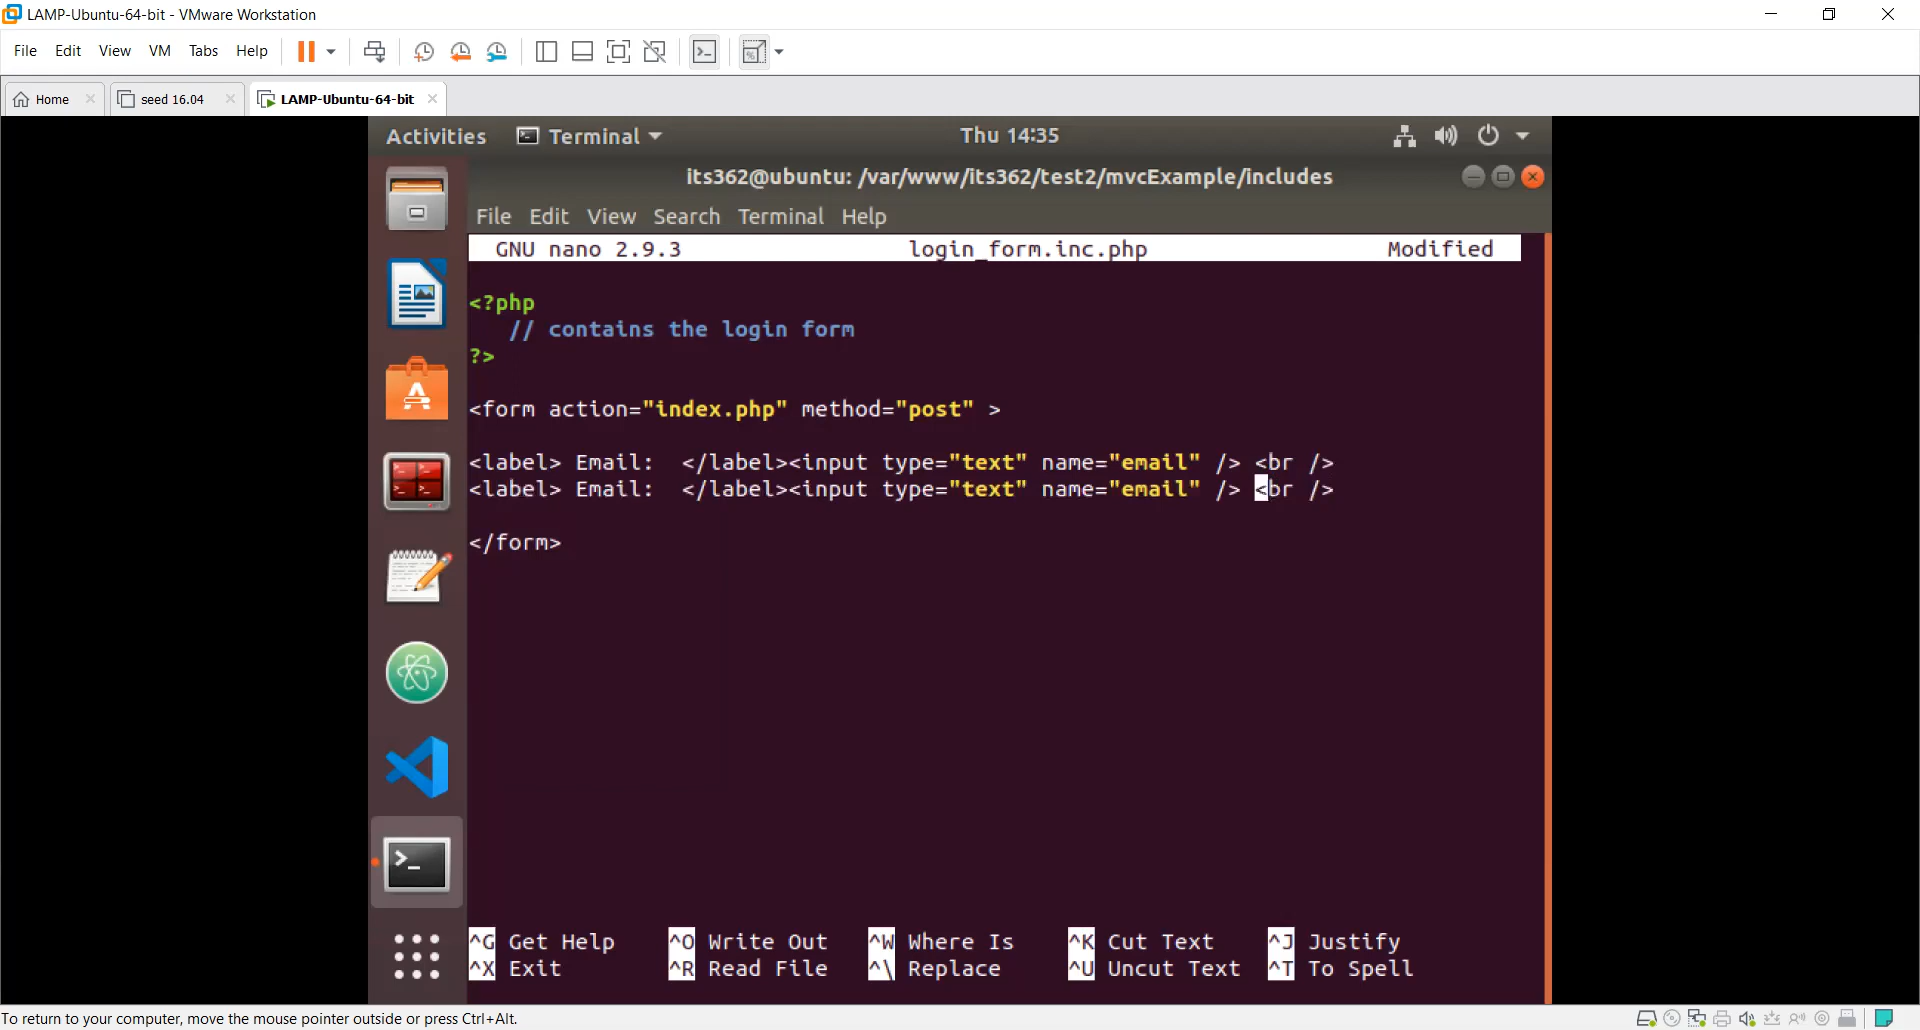 LAMP-Ubuntu-64-bit - VMware Workstation
File Edit View VM Tabs Help
Home seed 16.04 LAMP-Ubuntu-64-bit
Activities Terminal Thu 14:35
its362@ubuntu: /var/www/its362/test2/mvcExample/includes
File Edit View Search Terminal Help
GNU nano 2.9.3 login_form.inc.php Modified
<?php
// contains the login form
?>
<form action="index.php" method="post" >
<label> Email:  </label><input type="text" name="email" /> <br />
<label> Email:  </label><input type="text" name="email" /> <br />
</form>
^G Get Help ^O Write Out ^W Where Is ^K Cut Text ^J Justify
^X Exit ^R Read File ^\ Replace ^U Uncut Text ^T To Spell
To return to your computer, move the mouse pointer outside or press Ctrl+Alt.